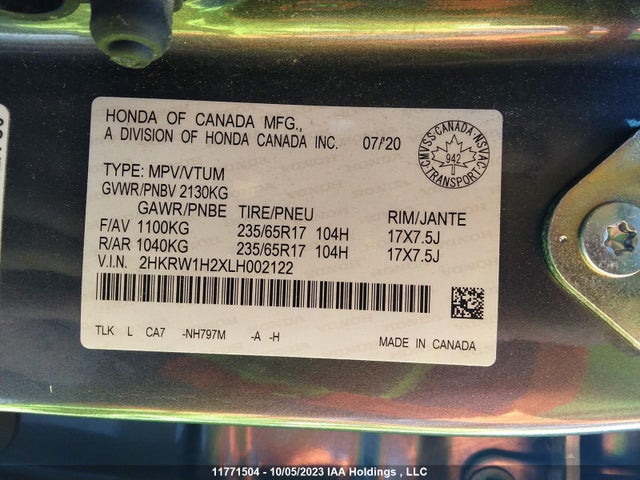 HONDA OF CANADA MFG.,
A DIVISION OF HONDA CANADA INC. 07/'20
CMVSS·CANADA·NSVAC
942
TRANSPORT
TYPE: MPV/VTUM
GVWR/PNBV 2130KG
GAWR/PNBE TIRE/PNEU RIM/JANTE
F/AV 1100KG 235/65R17 104H 17X7.5J
R/AR 1040KG 235/65R17 104H 17X7.5J
V.I.N. 2HKRW1H2XLH002122
TLK L CA7 -NH797M -A -H MADE IN CANADA
11771504 - 10/05/2023 IAA Holdings , LLC